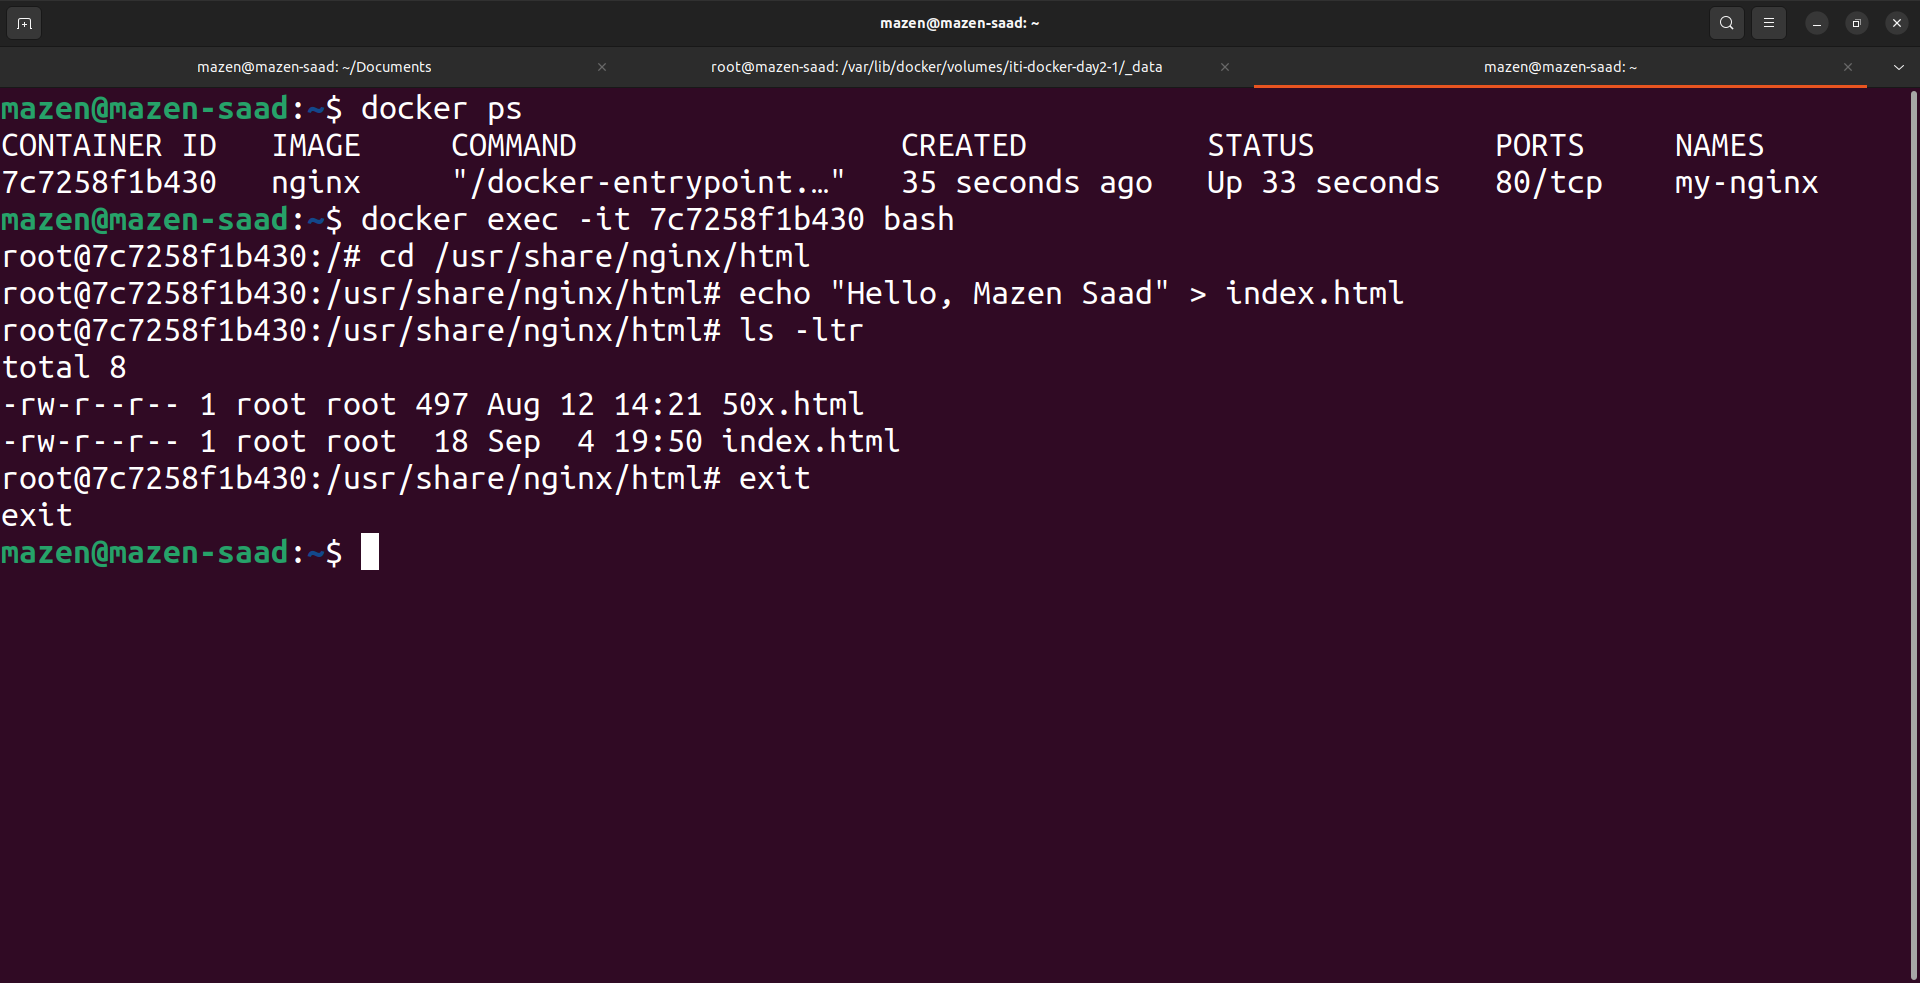 mazen@mazen-saad: ~
mazen@mazen-saad: ~/Documents
root@mazen-saad: /var/lib/docker/volumes/iti-docker-day2-1/_data
mazen@mazen-saad: ~
mazen@mazen-saad:~$ docker ps
CONTAINER ID   IMAGE     COMMAND                  CREATED          STATUS          PORTS     NAMES
7c7258f1b430   nginx     "/docker-entrypoint.…"   35 seconds ago   Up 33 seconds   80/tcp    my-nginx
mazen@mazen-saad:~$ docker exec -it 7c7258f1b430 bash
root@7c7258f1b430:/# cd /usr/share/nginx/html
root@7c7258f1b430:/usr/share/nginx/html# echo "Hello, Mazen Saad" > index.html
root@7c7258f1b430:/usr/share/nginx/html# ls -ltr
total 8
-rw-r--r-- 1 root root 497 Aug 12 14:21 50x.html
-rw-r--r-- 1 root root  18 Sep  4 19:50 index.html
root@7c7258f1b430:/usr/share/nginx/html# exit
exit
mazen@mazen-saad:~$